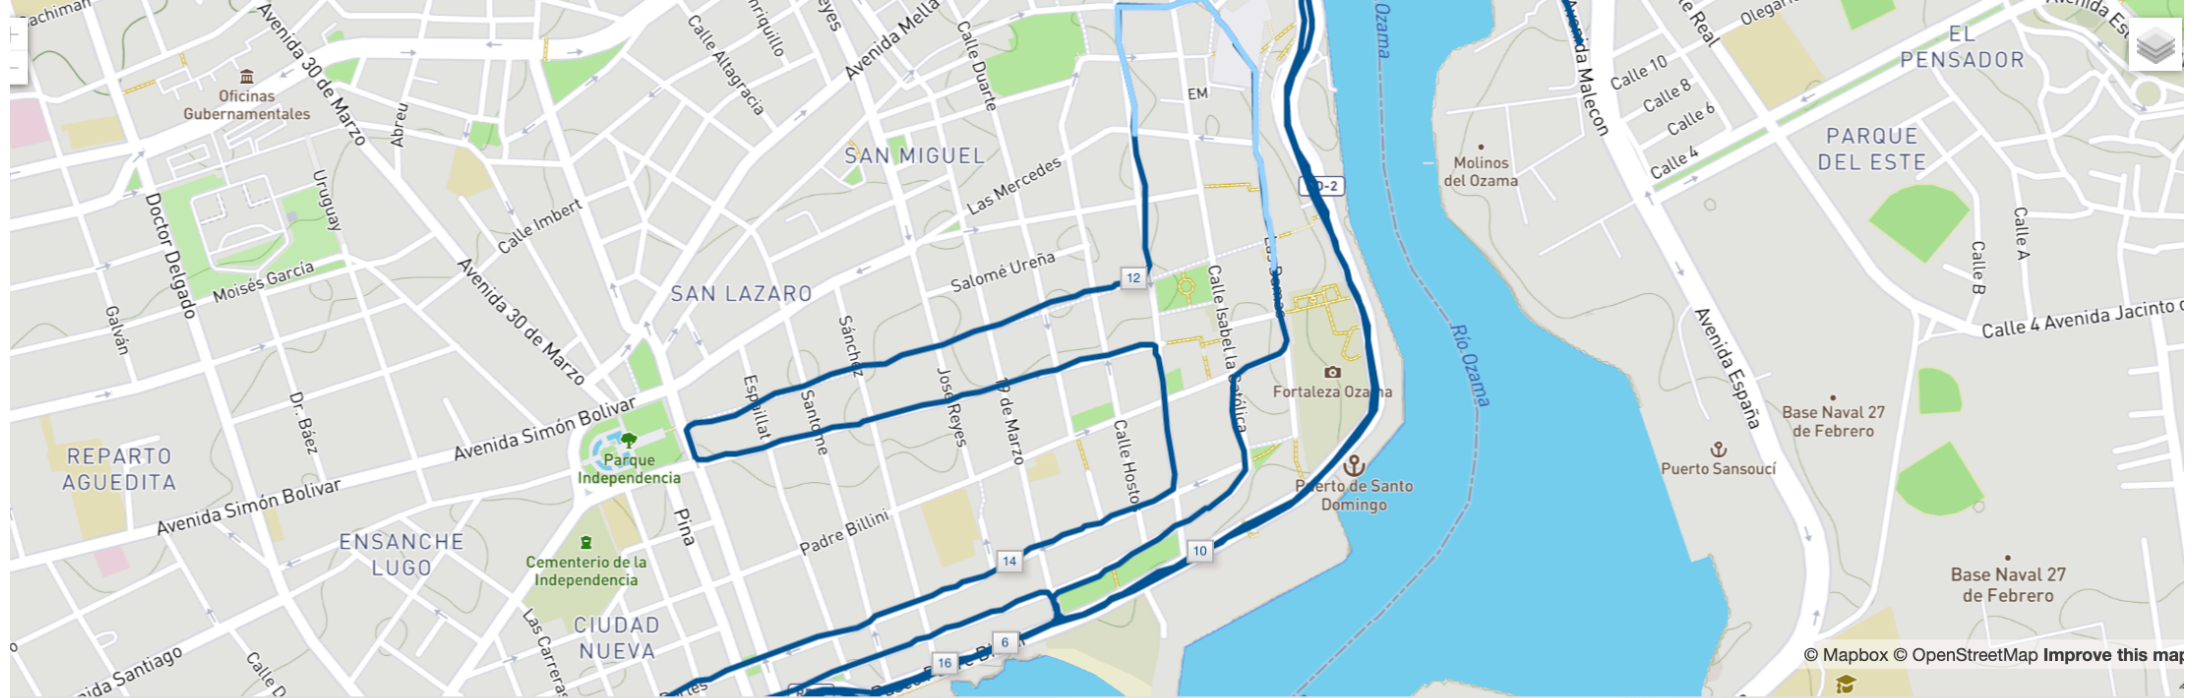 Avenida 30 de Marzo
Calle Altagracia
Avenida Mella
Calle Duarte
Ozama
Avenida Malecon
Calle 10
Calle 8
Calle 6
Calle 4
EL
PENSADOR
Oficinas
Gubernamentales
Abreu
EM
SAN MIGUEL
Las Mercedes
Molinos
del Ozama
PARQUE
DEL ESTE
Uruguay
Doctor Delgado
Calle Imbert
Moisés García
Avenida 30 de Marzo
Salomé Ureña
SAN LAZARO
12
Calle Isabel la Católica
Las Damas
Calle A
Calle B
Galván
Sánchez
Río Ozama
Avenida España
Calle 4 Avenida Jacinto
Fortaleza Ozama
Dr. Báez
Avenida Simón Bolivar
Espaillat
Santome
José Reyes
19 de Marzo
Calle Hostos
Base Naval 27
de Febrero
Puerto Sansoucí
REPARTO
AGUEDITA
Parque
Independencia
Avenida Simón Bolivar
Pina
Padre Billini
Puerto de Santo
Domingo
ENSANCHE
LUGO
Cementerio de la
Independencia
14
10
Base Naval 27
de Febrero
CIUDAD
NUEVA
Las Carreras
6
16
© Mapbox © OpenStreetMap Improve this map